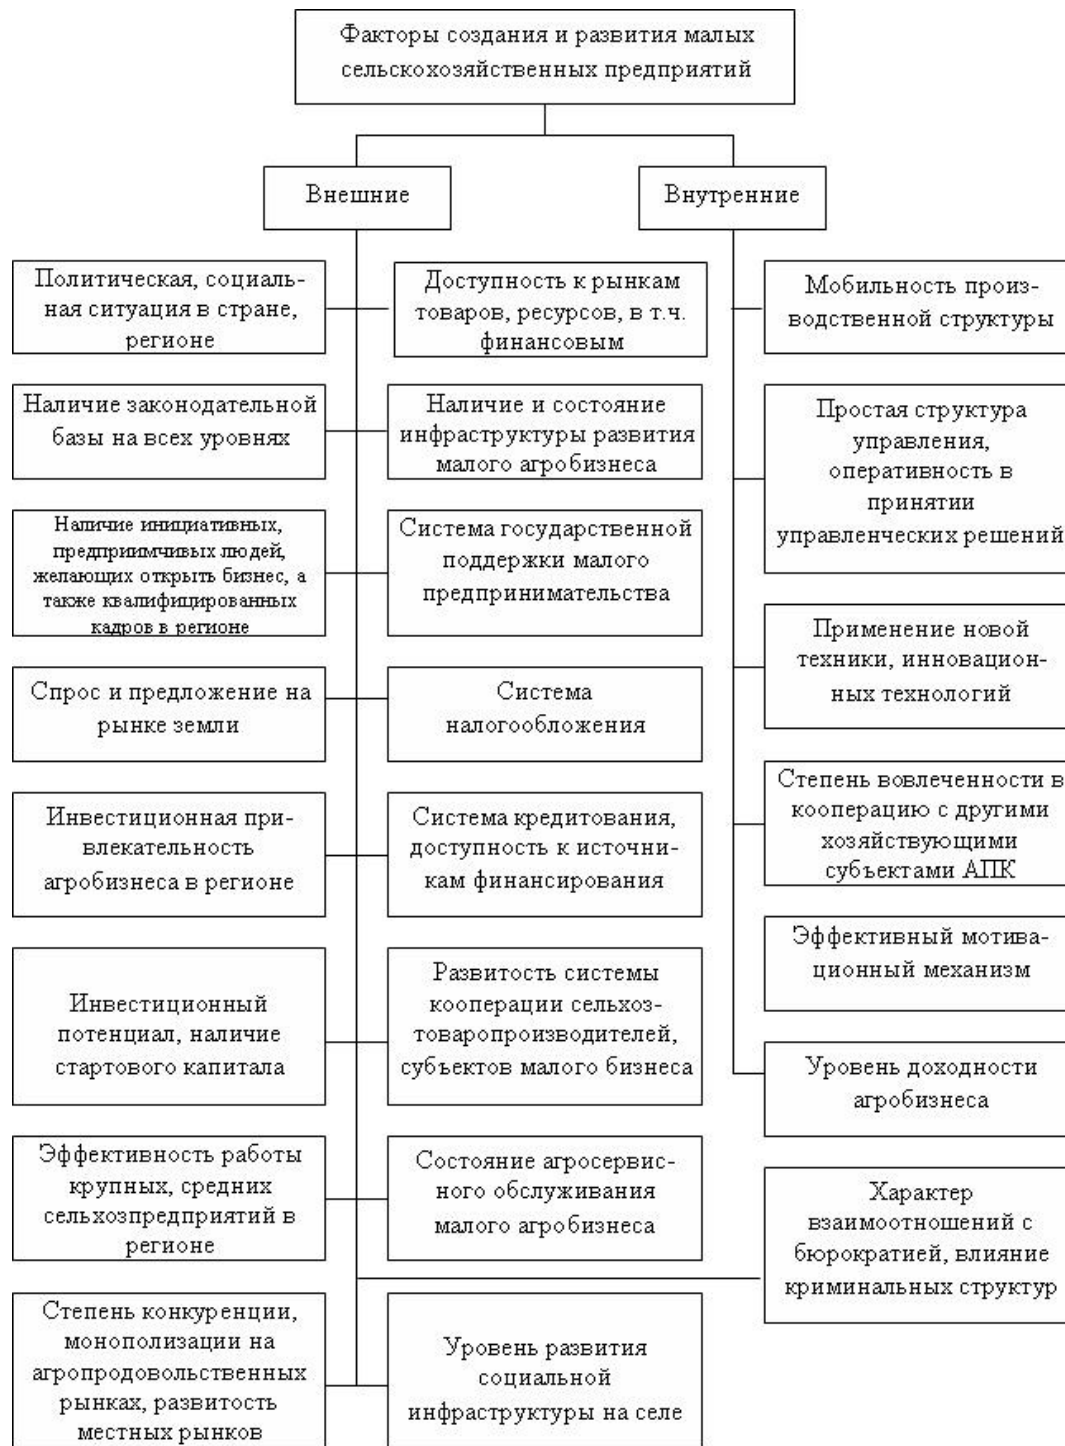 Факторы создания и развития малых
сельскохозяйственных предприятий
Внешние
Внутренние
Политическая, социаль-
ная ситуация в стране,
регионе
Доступность к рынкам
товаров, ресурсов, в т.ч.
финансовым
Мобильность произ-
водственной структуры
Наличие законодательной
базы на всех уровнях
Наличие и состояние
инфраструктуры развития
малого агробизнеса
Простая структура
управления,
оперативность в
принятии
управленческих решений
Наличие инициативных,
предприимчивых людей,
желающих открыть бизнес, а
также квалифицированных
кадров в регионе
Система государственной
поддержки малого
предпринимательства
Применение новой
техники, инновацион-
ных технологий
Спрос и предложение на
рынке земли
Система
налогообложения
Степень вовлеченности в
кооперацию с другими
хозяйствующими
субъектами АПК
Инвестиционная при-
влекательность
агробизнеса в регионе
Система кредитования,
доступность к источни-
кам финансирования
Эффективный мотива-
ционный механизм
Инвестиционный
потенциал, наличие
стартового капитала
Развитость системы
кооперации сельхоз-
товаропроизводителей,
субъектов малого бизнеса
Уровень доходности
агробизнеса
Эффективность работы
крупных, средних
сельхозпредприятий в
регионе
Состояние агросервис-
ного обслуживания
малого агробизнеса
Характер
взаимоотношений с
бюрократией, влияние
криминальных структур
Степень конкуренции,
монополизации на
агропродовольственных
рынках, развитость
местных рынков
Уровень развития
социальной
инфраструктуры на селе